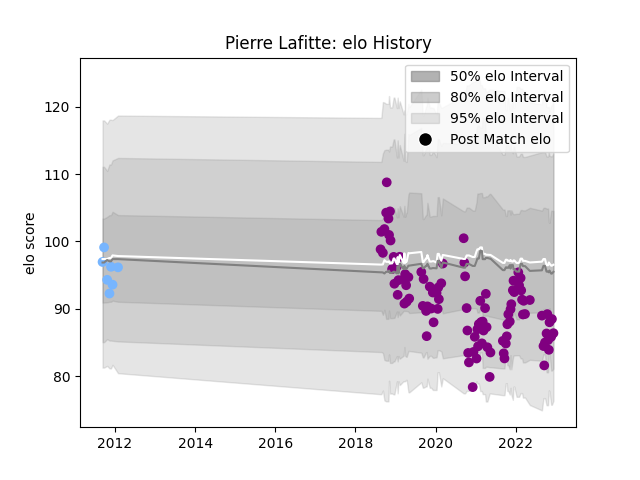 Pierre Lafitte: elo History
50% elo Interval
80% elo Interval
95% elo Interval
Post Match elo
elo score
120
110
100
90
80
2012
2014
2016
2018
2020
2022